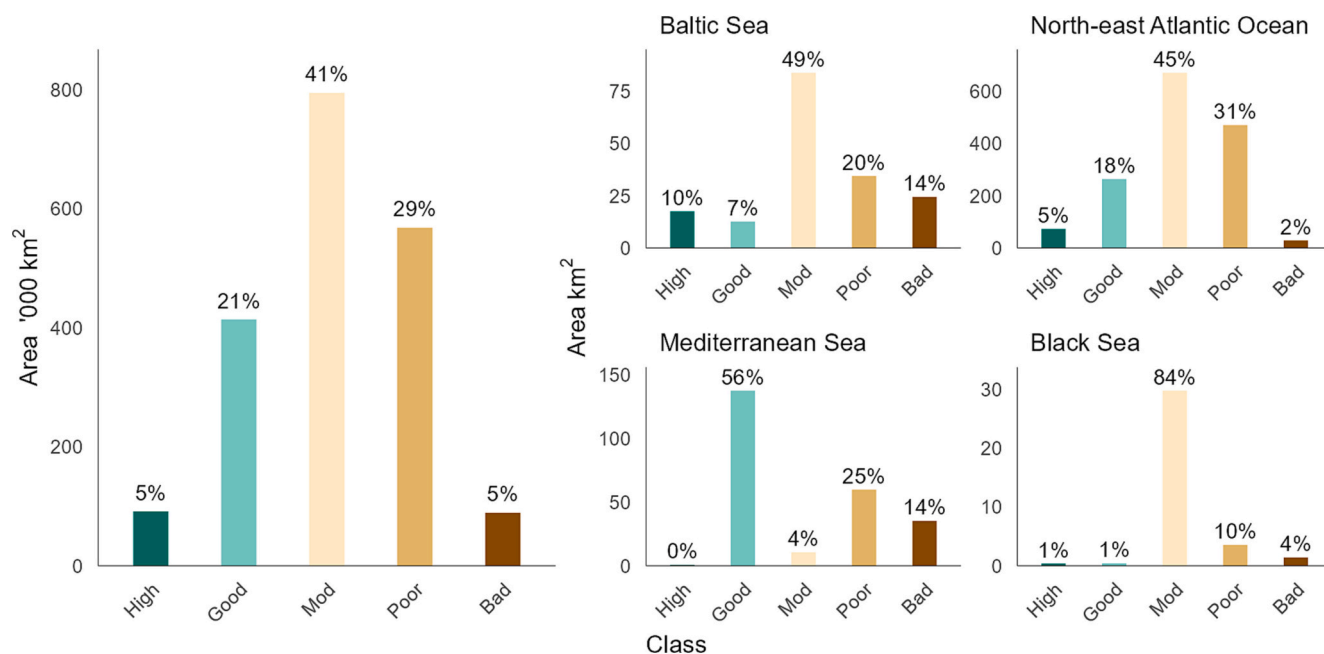 Area '000 km²
800
600
400
200
0
5%
21%
41%
29%
5%
High
Good
Mod
Poor
Bad
Area km²
Baltic Sea
75
50
25
0
10%
7%
49%
20%
14%
High
Good
Mod
Poor
Bad
North-east Atlantic Ocean
600
400
200
0
5%
18%
45%
31%
2%
High
Good
Mod
Poor
Bad
Mediterranean Sea
150
100
50
0
0%
56%
4%
25%
14%
High
Good
Mod
Poor
Bad
Black Sea
30
20
10
0
1%
1%
84%
10%
4%
High
Good
Mod
Poor
Bad
Class